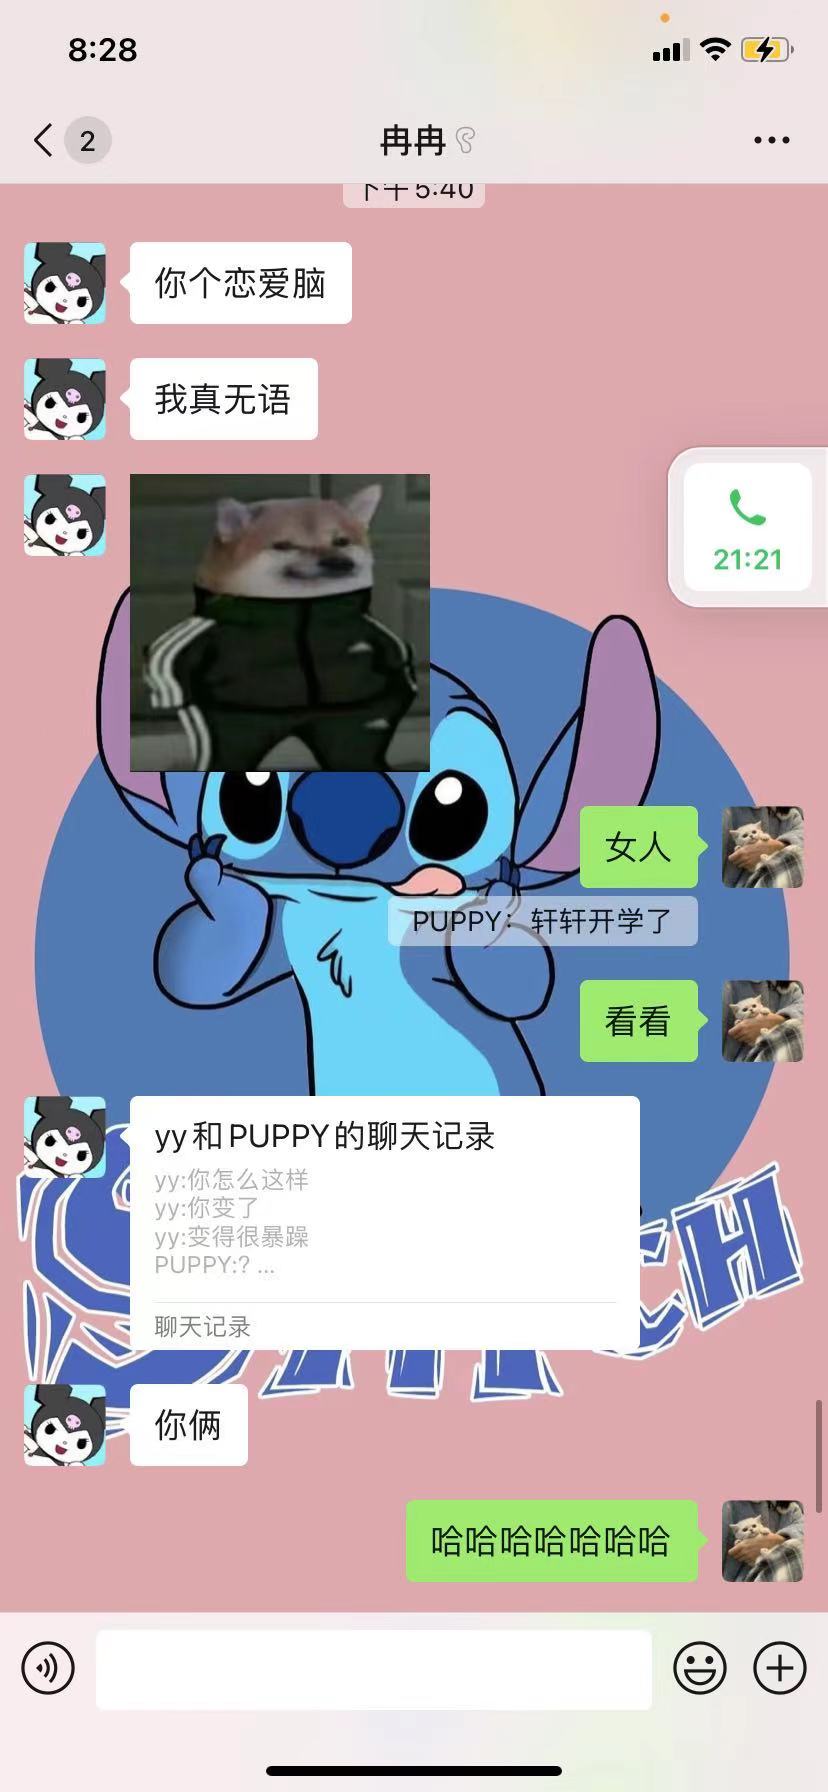 8:28
2
冉冉
下午 5:40
你个恋爱脑
我真无语
21:21
女人
PUPPY：轩轩开学了
看看
yy和PUPPY的聊天记录
yy:你怎么这样
yy:你变了
yy:变得很暴躁
PUPPY:? ...
聊天记录
你俩
哈哈哈哈哈哈哈